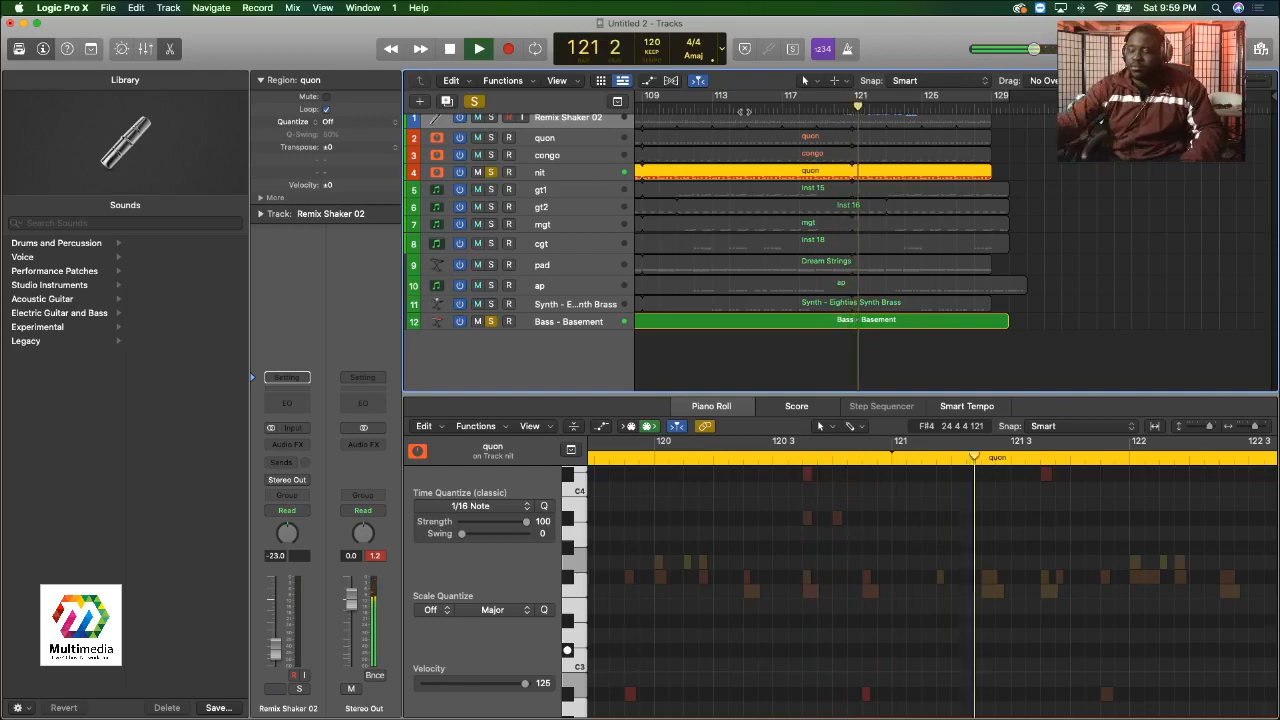 Logic Pro X File Edit Track Navigate Record Mix View Window 1 Help
Sat 9:59 PM
Untitled 2 - Tracks
121 2
BAR BEAT
120
KEEP
TEMPO
4/4
Amaj
1234
S
Library
Region: quon
Mute:
Loop:
Quantize Off
Q-Swing: 50%
Transpose: ±0
Velocity: ±0
More
Track: Remix Shaker 02
Edit Functions View
Snap: Smart
Drag: No Ove
S
109 113 117 121 125 129
1 M S R I Remix Shaker 02
2 M S R quon quon
3 M S R congo congo
4 M S R nit quon
5 M S R gt1 Inst 15
6 M S R gt2 Inst 16
7 M S R mgt mgt
8 M S R cgt Inst 18
9 M S R pad Dream Strings
10 M S R ap ap
11 M S R Synth - E...nth Brass Synth - Eighties Synth Brass
12 M S R Bass - Basement Bass - Basement
Sounds
Search Sounds
Drums and Percussion
Voice
Performance Patches
Studio Instruments
Acoustic Guitar
Electric Guitar and Bass
Experimental
Legacy
Multimedia
Revert Delete Save...
Setting Setting
EQ EQ
Input
Audio FX Audio FX
Sends
Stereo Out
Group Group
Read Read
-23.0 0.0 1.2
R I Bnce
S M
Remix Shaker 02 Stereo Out
Piano Roll Score Step Sequencer Smart Tempo
Edit Functions View
F#4 24 4 4 121 Snap: Smart
quon
on Track nit
120 120 3 121 121 3 122 122 3
quon
Time Quantize (classic)
1/16 Note Q
Strength 100
Swing 0
Scale Quantize
Off Major Q
Velocity
125
C4
C3